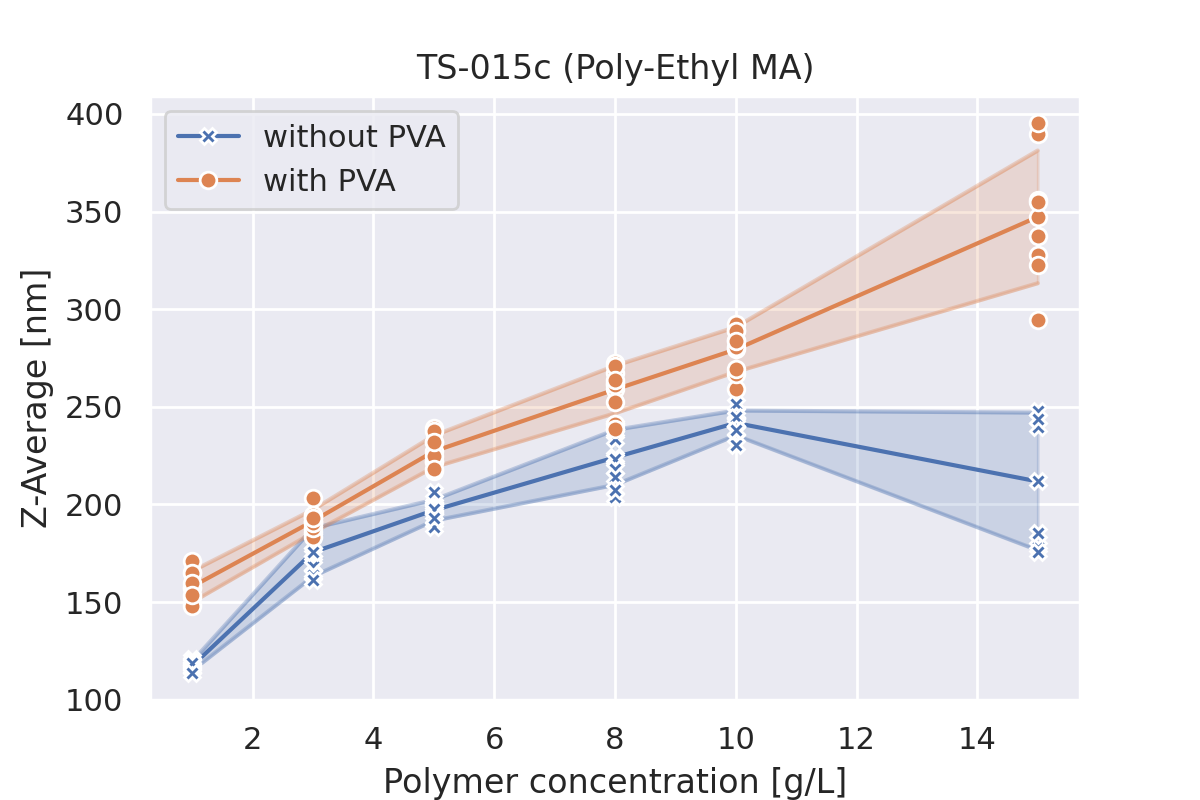 TS-015c (Poly-Ethyl MA)
without PVA
with PVA
400
350
300
250
200
150
100
Z-Average [nm]
2 4 6 8 10 12 14
Polymer concentration [g/L]